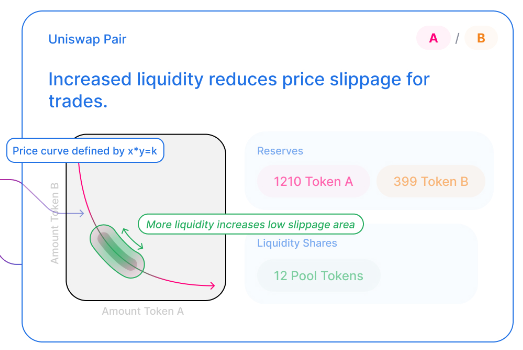 Uniswap Pair
A / B
Increased liquidity reduces price slippage for
trades.
Price curve defined by x*y=k
Amount Token B
More liquidity increases low slippage area
Amount Token A
Reserves
1210 Token A
399 Token B
Liquidity Shares
12 Pool Tokens